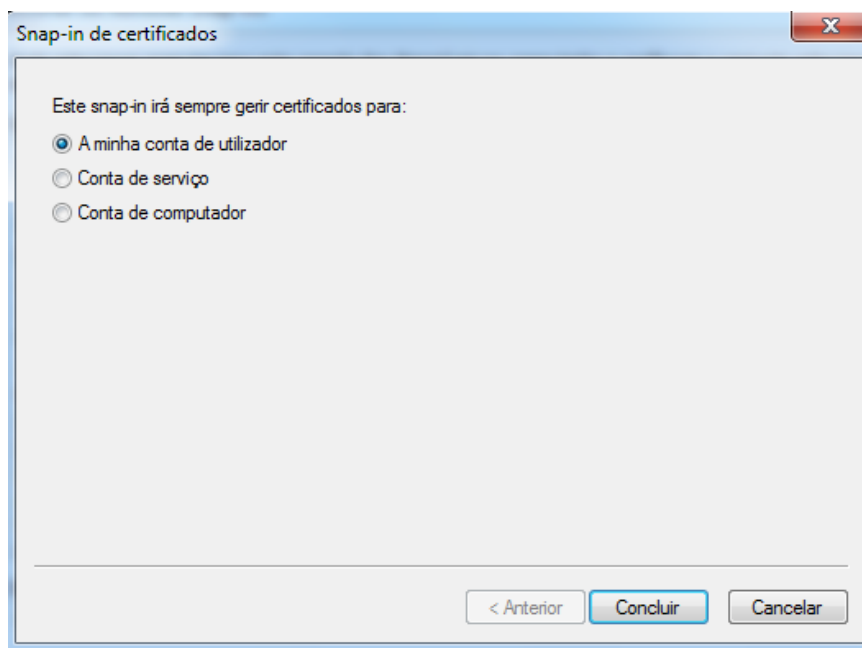 Snap-in de certificados
Este snap-in irá sempre gerir certificados para:
A minha conta de utilizador
Conta de serviço
Conta de computador
< Anterior
Concluir
Cancelar